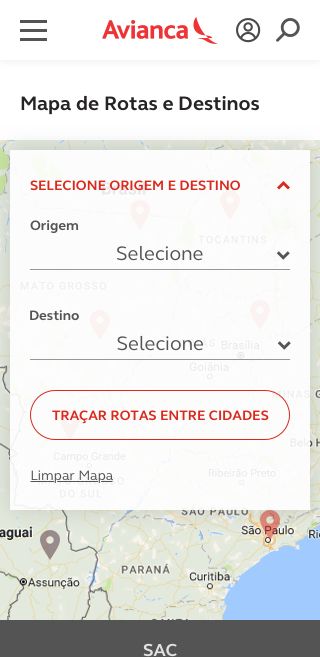 Avianca
Mapa de Rotas e Destinos
SELECIONE ORIGEM E DESTINO
Origem
Selecione
TOCANTINS
MATO GROSSO
Destino
Selecione
Brasília
Goiânia
TRAÇAR ROTAS ENTRE CIDADES
Campo Grande
Limpar Mapa
Ribeirão Preto
DO SUL
SÃO PAULO
São Paulo
aguai
PARANÁ
Assunção
Curitiba
SAC